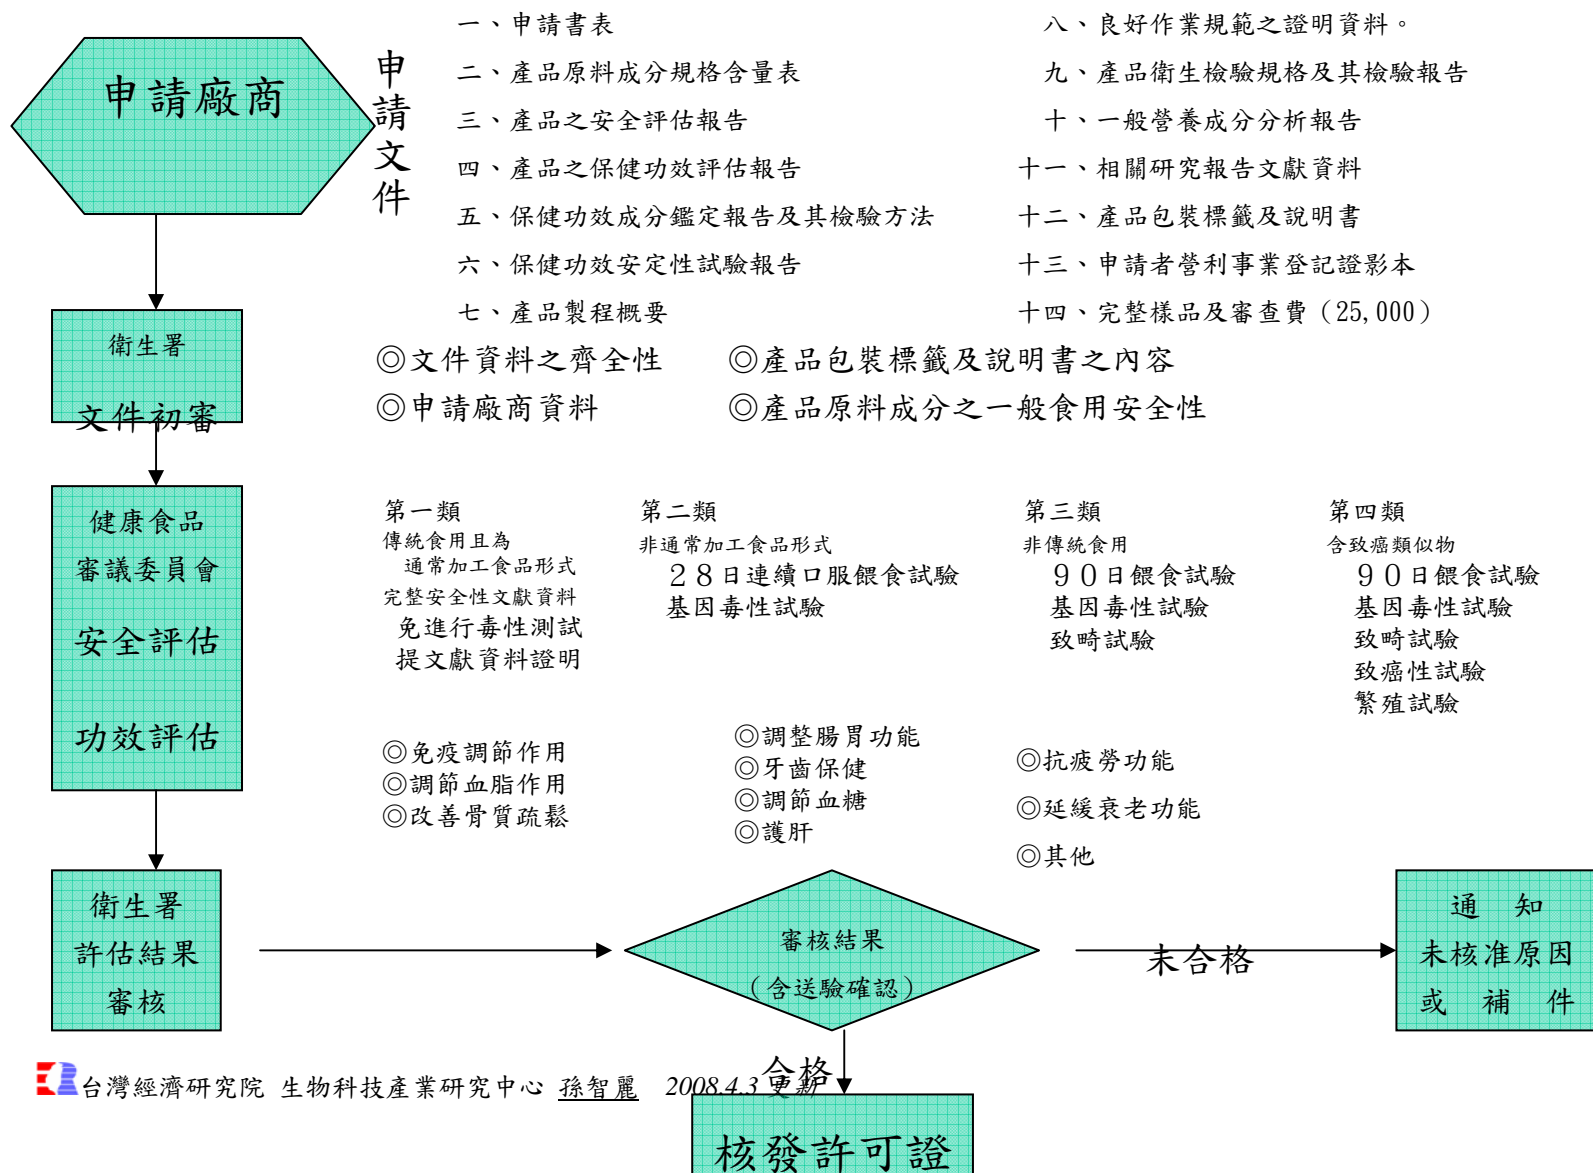 申請廠商
申請文件
一、申請書表
二、產品原料成分規格含量表
三、產品之安全評估報告
四、產品之保健功效評估報告
五、保健功效成分鑑定報告及其檢驗方法
六、保健功效安定性試驗報告
七、產品製程概要
八、良好作業規範之證明資料。
九、產品衛生檢驗規格及其檢驗報告
十、一般營養成分分析報告
十一、相關研究報告文獻資料
十二、產品包裝標籤及說明書
十三、申請者營利事業登記證影本
十四、完整樣品及審查費（25,000）
衛生署
文件初審
◎文件資料之齊全性
◎產品包裝標籤及說明書之內容
◎申請廠商資料
◎產品原料成分之一般食用安全性
健康食品
審議委員會
安全評估
功效評估
第一類
傳統食用且為
通常加工食品形式
完整安全性文獻資料
免進行毒性測試
提文獻資料證明
第二類
非通常加工食品形式
２８日連續口服餵食試驗
基因毒性試驗
第三類
非傳統食用
９０日餵食試驗
基因毒性試驗
致畸試驗
第四類
含致癌類似物
９０日餵食試驗
基因毒性試驗
致畸試驗
致癌性試驗
繁殖試驗
◎免疫調節作用
◎調節血脂作用
◎改善骨質疏鬆
◎調整腸胃功能
◎牙齒保健
◎調節血糖
◎護肝
◎抗疲勞功能
◎延緩衰老功能
◎其他
衛生署
許估結果
審核
審核結果
（含送驗確認）
未合格
通 知
未核准原因
或 補 件
合格
台灣經濟研究院 生物科技產業研究中心 孫智麗 2008.4.3 更新
核發許可證